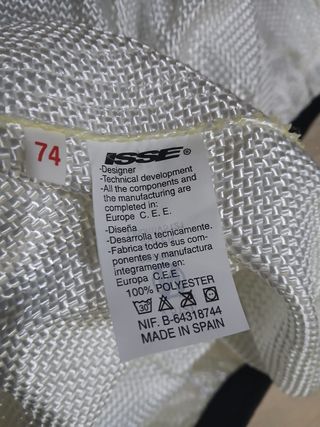 74
ISSE®
-Designer
-Technical development
-All the components and
the manufacturing are
completed in:
Europe C. E. E.
-Diseña
-Desarrolla tecnicamente.
-Fabrica todos sus com-
ponentes y manufactura
integramente en:
Europa C.E.E.
100% POLYESTER
30
NIF. B-64318744
MADE IN SPAIN